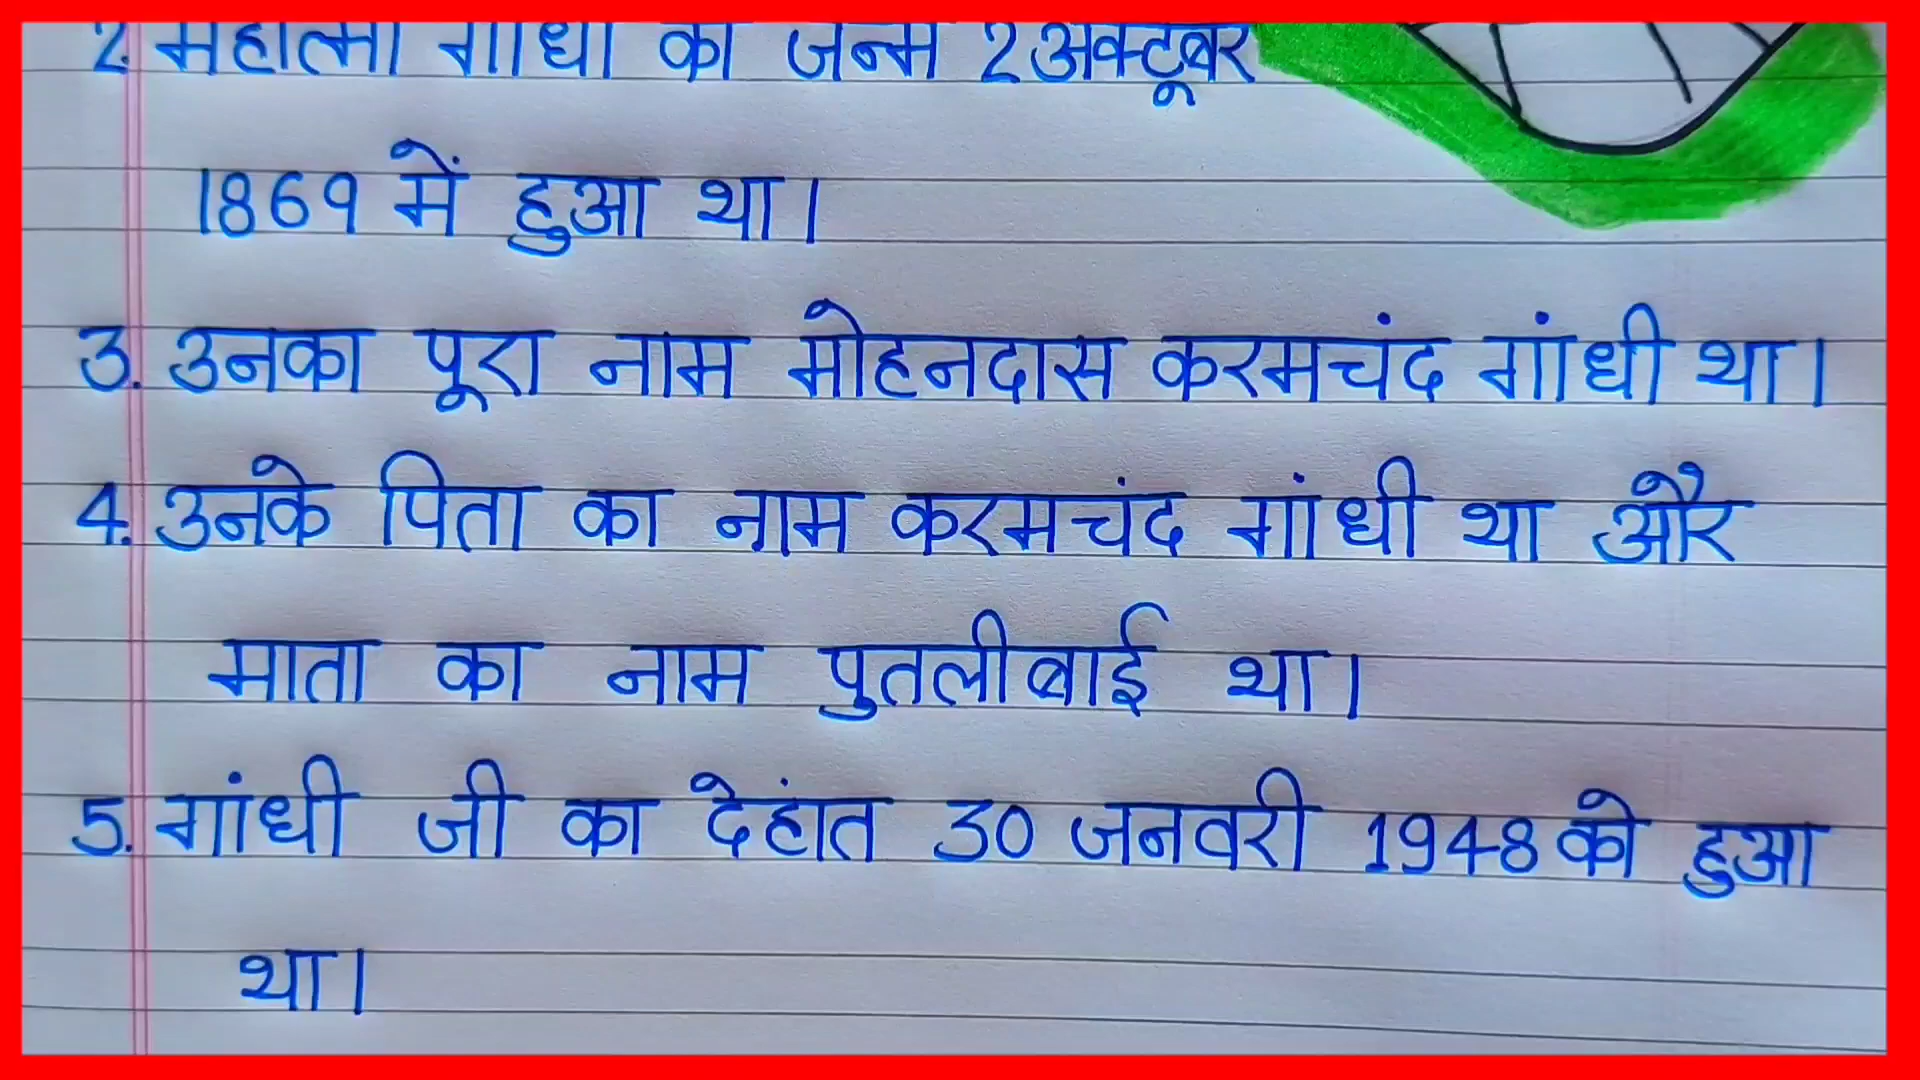 2. महात्मा गांधी का जन्म 2 अक्टूबर
1869 में हुआ था।
3. उनका पूरा नाम मोहनदास करमचंद गांधी था।
4. उनके पिता का नाम करमचंद गांधी था और
माता का नाम पुतलीबाई था।
5. गांधी जी का देहांत 30 जनवरी 1948 को हुआ
था।